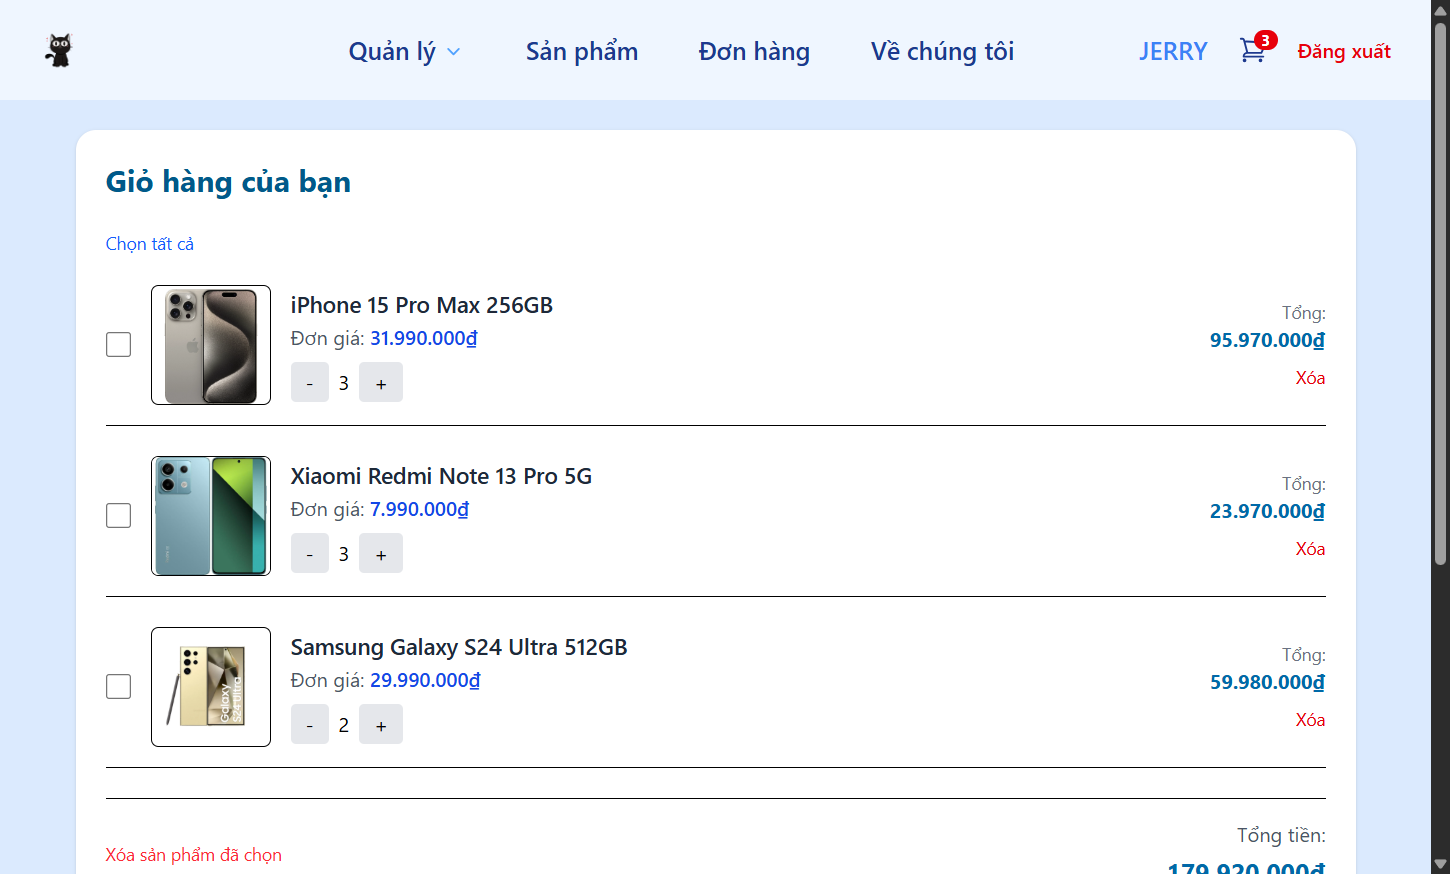 Quản lý
Sản phẩm
Đơn hàng
Về chúng tôi
JERRY
3
Đăng xuất
Giỏ hàng của bạn
Chọn tất cả
iPhone 15 Pro Max 256GB
Đơn giá: 31.990.000₫
- 3 +
Tổng:
95.970.000₫
Xóa
Xiaomi Redmi Note 13 Pro 5G
Đơn giá: 7.990.000₫
- 3 +
Tổng:
23.970.000₫
Xóa
Galaxy
S24 Ultra
Samsung Galaxy S24 Ultra 512GB
Đơn giá: 29.990.000₫
- 2 +
Tổng:
59.980.000₫
Xóa
Tổng tiền:
Xóa sản phẩm đã chọn
179.920.000₫